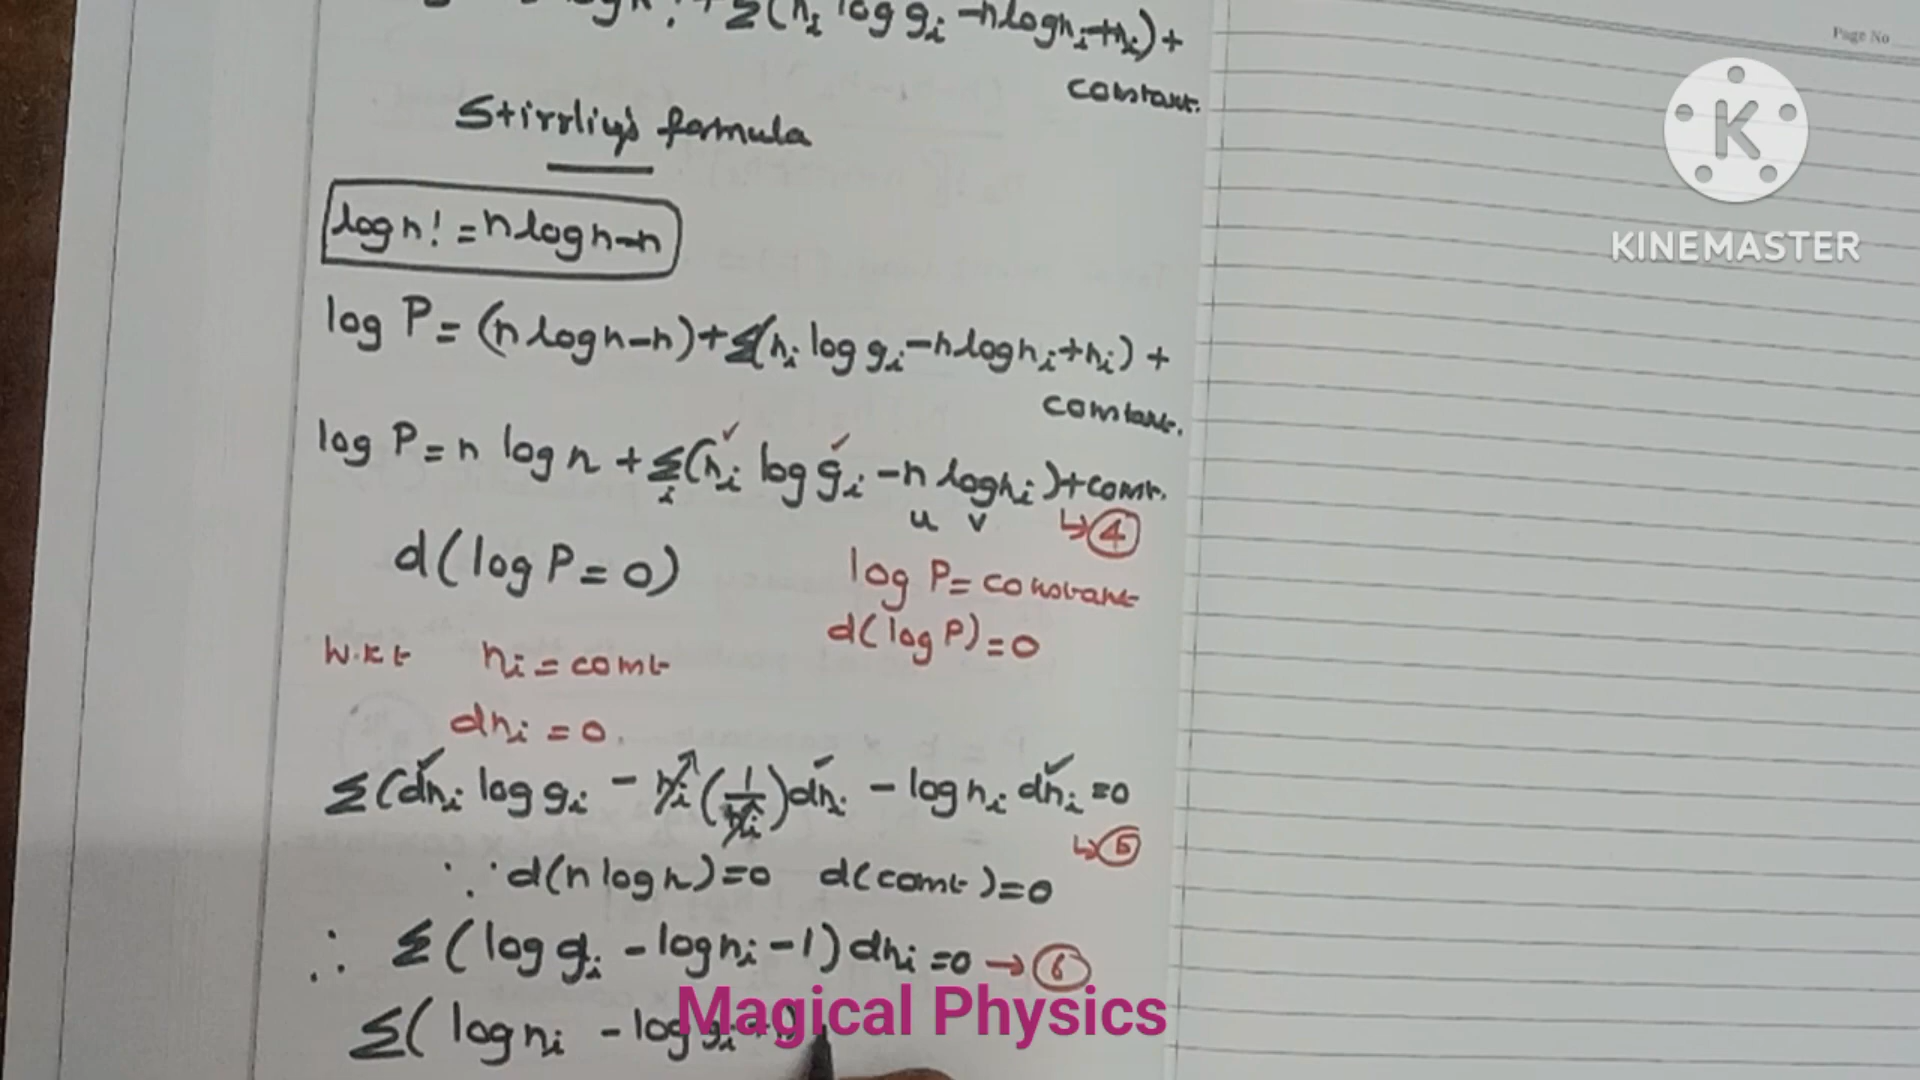 log n! + Σ(ni log gi - n log ni + ni) +
constant.
Page No
KINEMASTER
Stirrliy's formula
log n! = n log n - n
log P = (n log n - n) + Σ(ni log gi - n log ni + ni) +
constant.
log P = n log n + Σi (ni log gi - n log ni) + const.
u v ↳ 4
d(log P = 0)
log P = constant
d(log P) = 0
W.K.t ni = const
dni = 0.
Σ(dni log gi - ni (1/ni) dni - log ni dni = 0
↳ 5
∵ d(n log n) = 0 d(const) = 0
∴ Σ(log gi - log ni - 1) dni = 0 → 6
Σ(log ni - log gi
Magical Physics